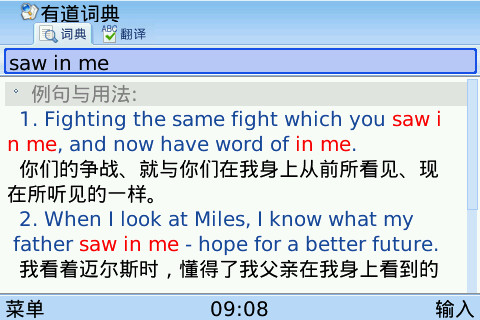 有道词典
词典 ABC 翻译
saw in me
例句与用法:
1. Fighting the same fight which you saw i
n me, and now have word of in me.
你们的争战、就与你们在我身上从前所看见、现
在所听见的一样。
2. When I look at Miles, I know what my
father saw in me - hope for a better future.
我看着迈尔斯时，懂得了我父亲在我身上看到的
菜单 09:08 输入